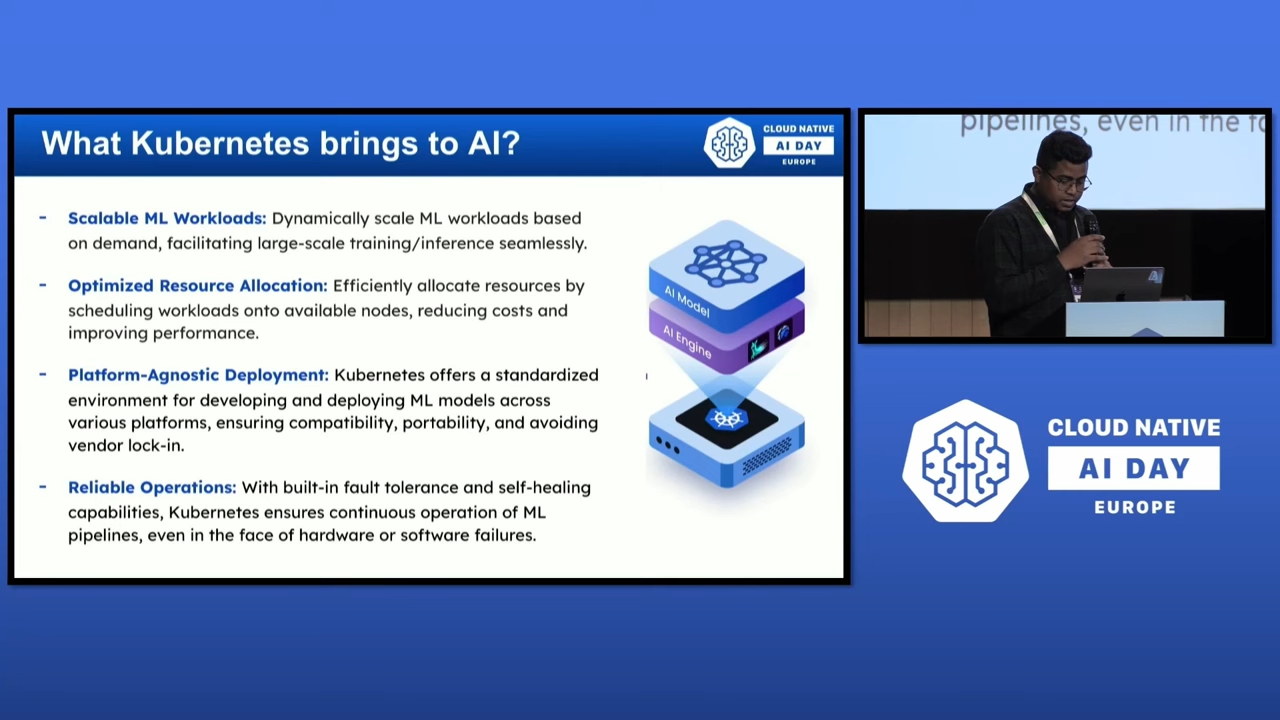 What Kubernetes brings to AI?
CLOUD NATIVE
AI DAY
EUROPE
- Scalable ML Workloads: Dynamically scale ML workloads based
on demand, facilitating large-scale training/inference seamlessly.
- Optimized Resource Allocation: Efficiently allocate resources by
scheduling workloads onto available nodes, reducing costs and
improving performance.
- Platform-Agnostic Deployment: Kubernetes offers a standardized
environment for developing and deploying ML models across
various platforms, ensuring compatibility, portability, and avoiding
vendor lock-in.
- Reliable Operations: With built-in fault tolerance and self-healing
capabilities, Kubernetes ensures continuous operation of ML
pipelines, even in the face of hardware or software failures.
AI Model
AI Engine
pipelines, even in the fa
CLOUD NATIVE
AI DAY
EUROPE